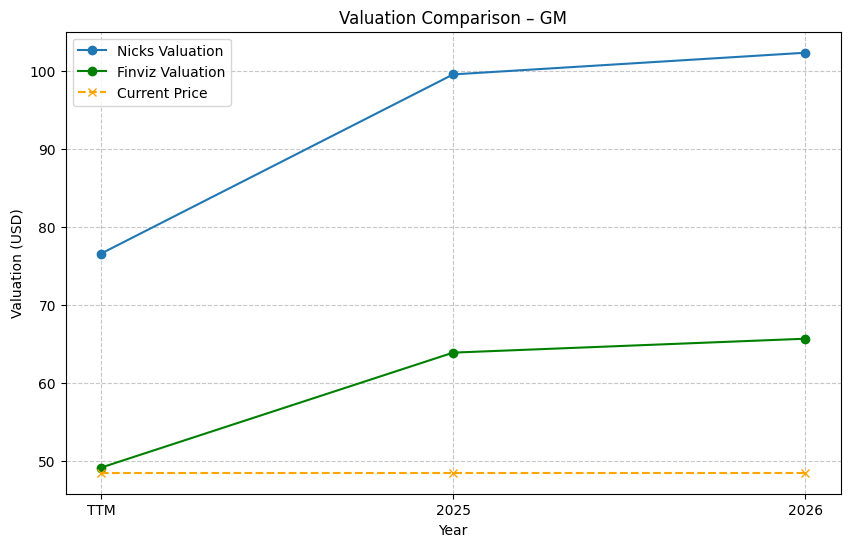 Valuation Comparison – GM
Nicks Valuation
Finviz Valuation
Current Price
Valuation (USD)
100
90
80
70
60
50
TTM
2025
2026
Year